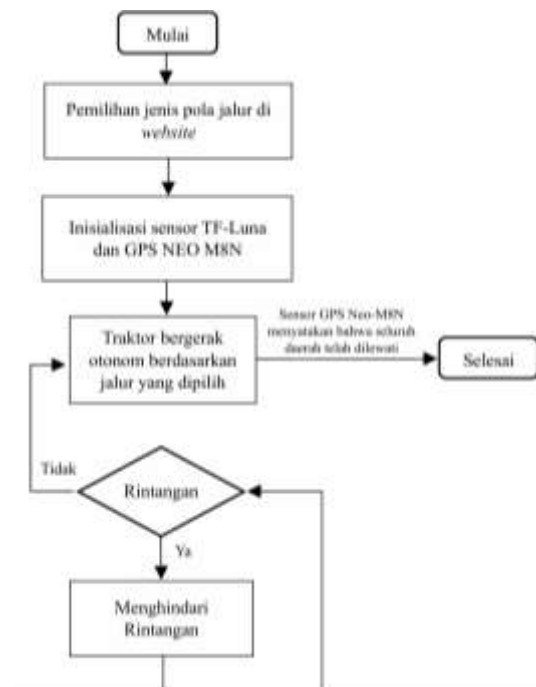 Mulai
Pemilihan jenis pola jalur di
website
Inisialisasi sensor TF-Luna
dan GPS NEO M8N
Sensor GPS Neo-M8N
menyatakan bahwa seluruh
daerah telah dilewati
Traktor bergerak
otonom berdasarkan
jalur yang dipilih
Selesai
Tidak
Rintangan
Ya
Menghindari
Rintangan